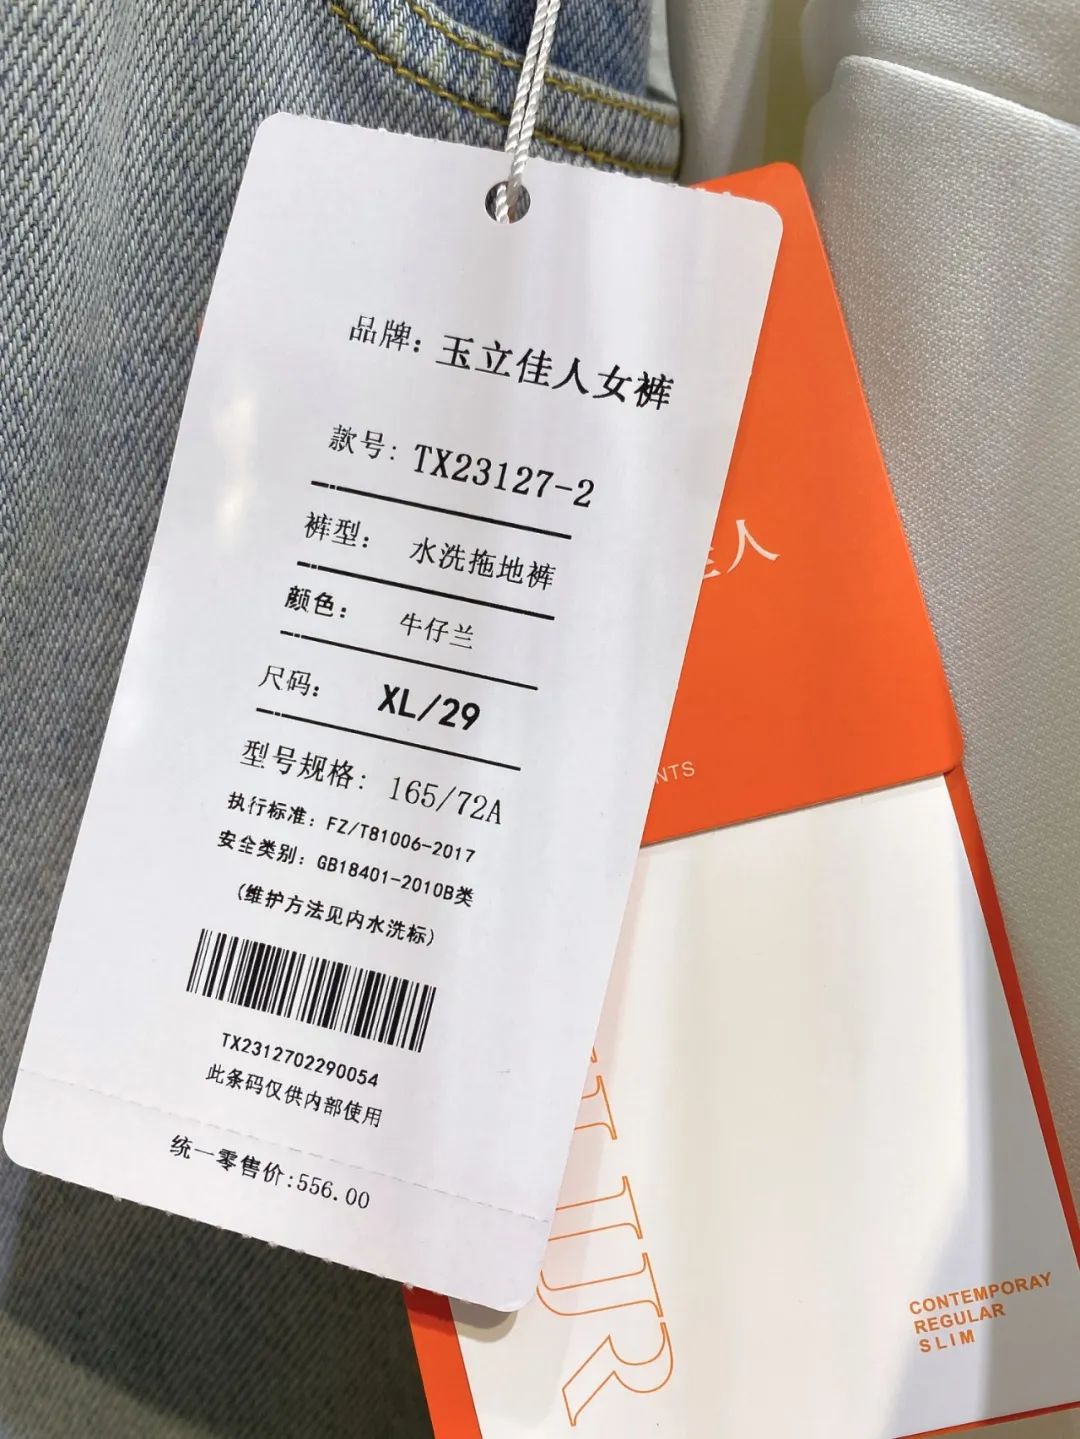 品牌: 玉立佳人女裤
款号: TX23127-2
裤型: 水洗拖地裤
颜色: 牛仔兰
尺码: XL/29
型号规格: 165/72A
执行标准: FZ/T81006-2017
安全类别: GB18401-2010B类
(维护方法见内水洗标)
TX2312702290054
此条码仅供内部使用
统一零售价:556.00
佳人
NTS
CONTEMPORAY
REGULAR
SLIM